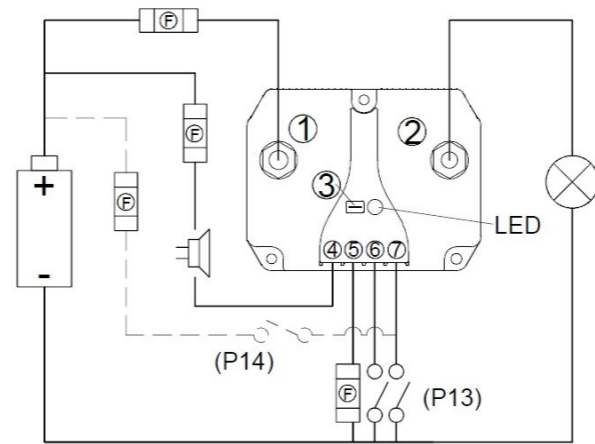 F
① ②
F
+
F
③
LED
-
④ ⑤ ⑥ ⑦
(P14)
F
(P13)